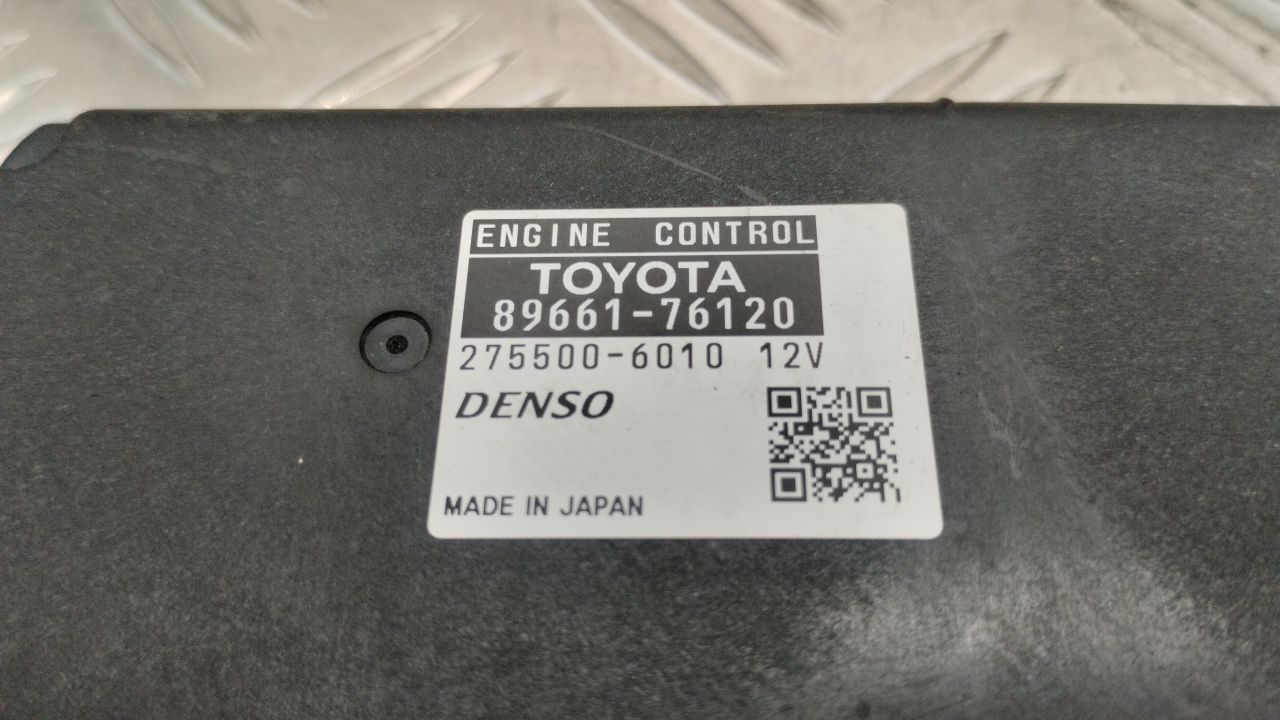 ENGINE CONTROL
TOYOTA
89661-76120
275500-6010 12V
DENSO
MADE IN JAPAN